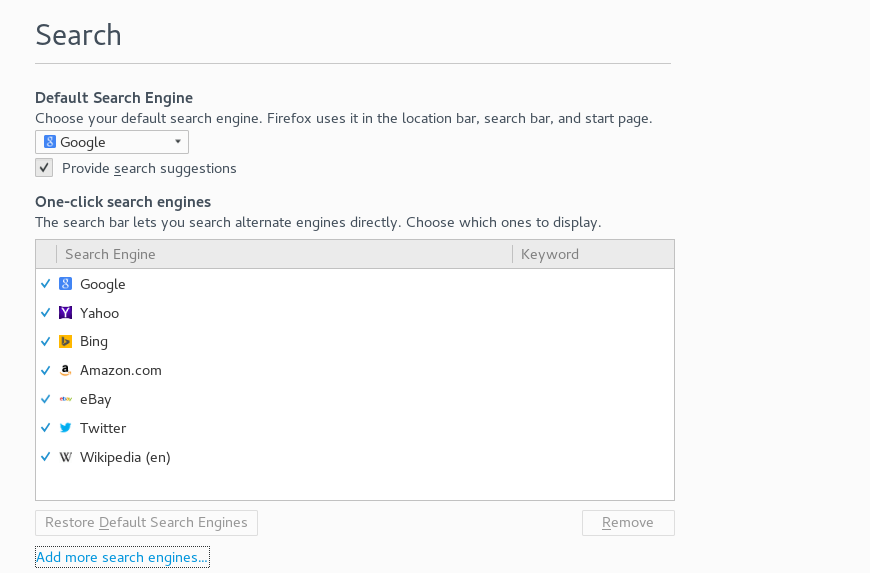 Search
Default Search Engine
Choose your default search engine. Firefox uses it in the location bar, search bar, and start page.
Google
Provide search suggestions
One-click search engines
The search bar lets you search alternate engines directly. Choose which ones to display.
Search Engine Keyword
Google
Yahoo
Bing
Amazon.com
eBay
Twitter
Wikipedia (en)
Restore Default Search Engines Remove
Add more search engines...